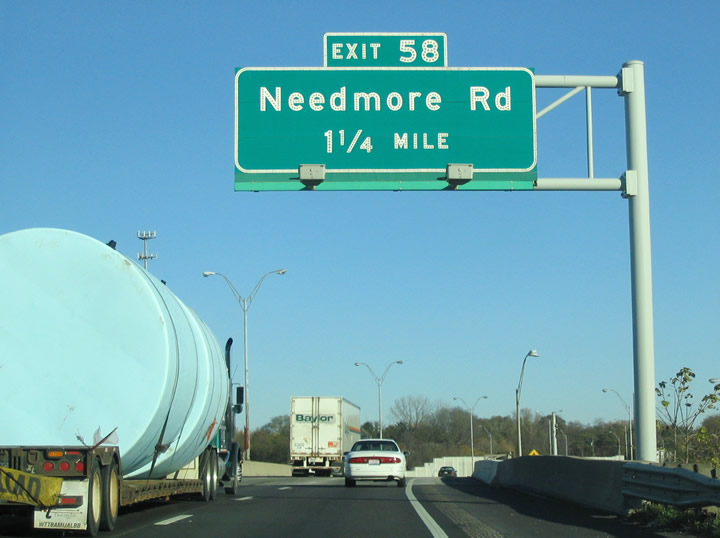 EXIT 58
Needmore Rd
1 1/4 MILE
Baylor